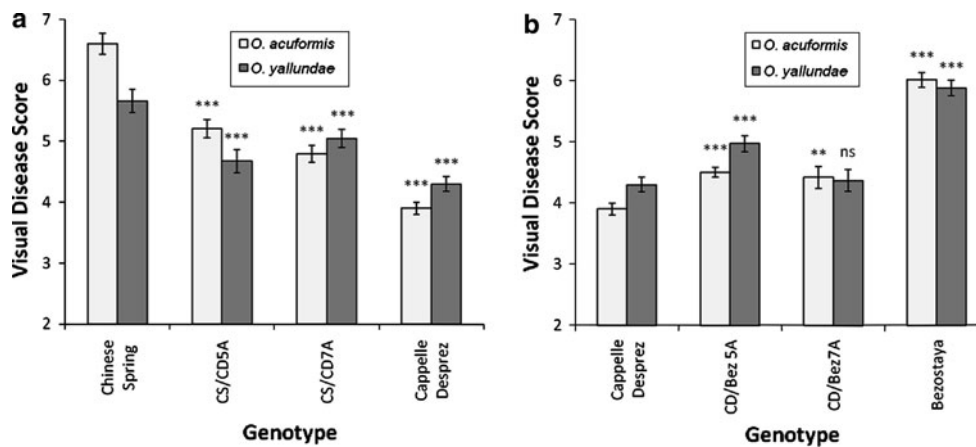 a
7
6
5
4
3
2
Visual Disease Score
O. acuformis
O. yallundae
***
***
***
***
***
***
Chinese
Spring
CS/CD5A
CS/CD7A
Cappelle
Desprez
Genotype
b
7
6
5
4
3
2
Visual Disease Score
O. acuformis
O. yallundae
***
***
**
ns
***
***
Cappelle
Desprez
CD/Bez 5A
CD/Bez7A
Bezostaya
Genotype